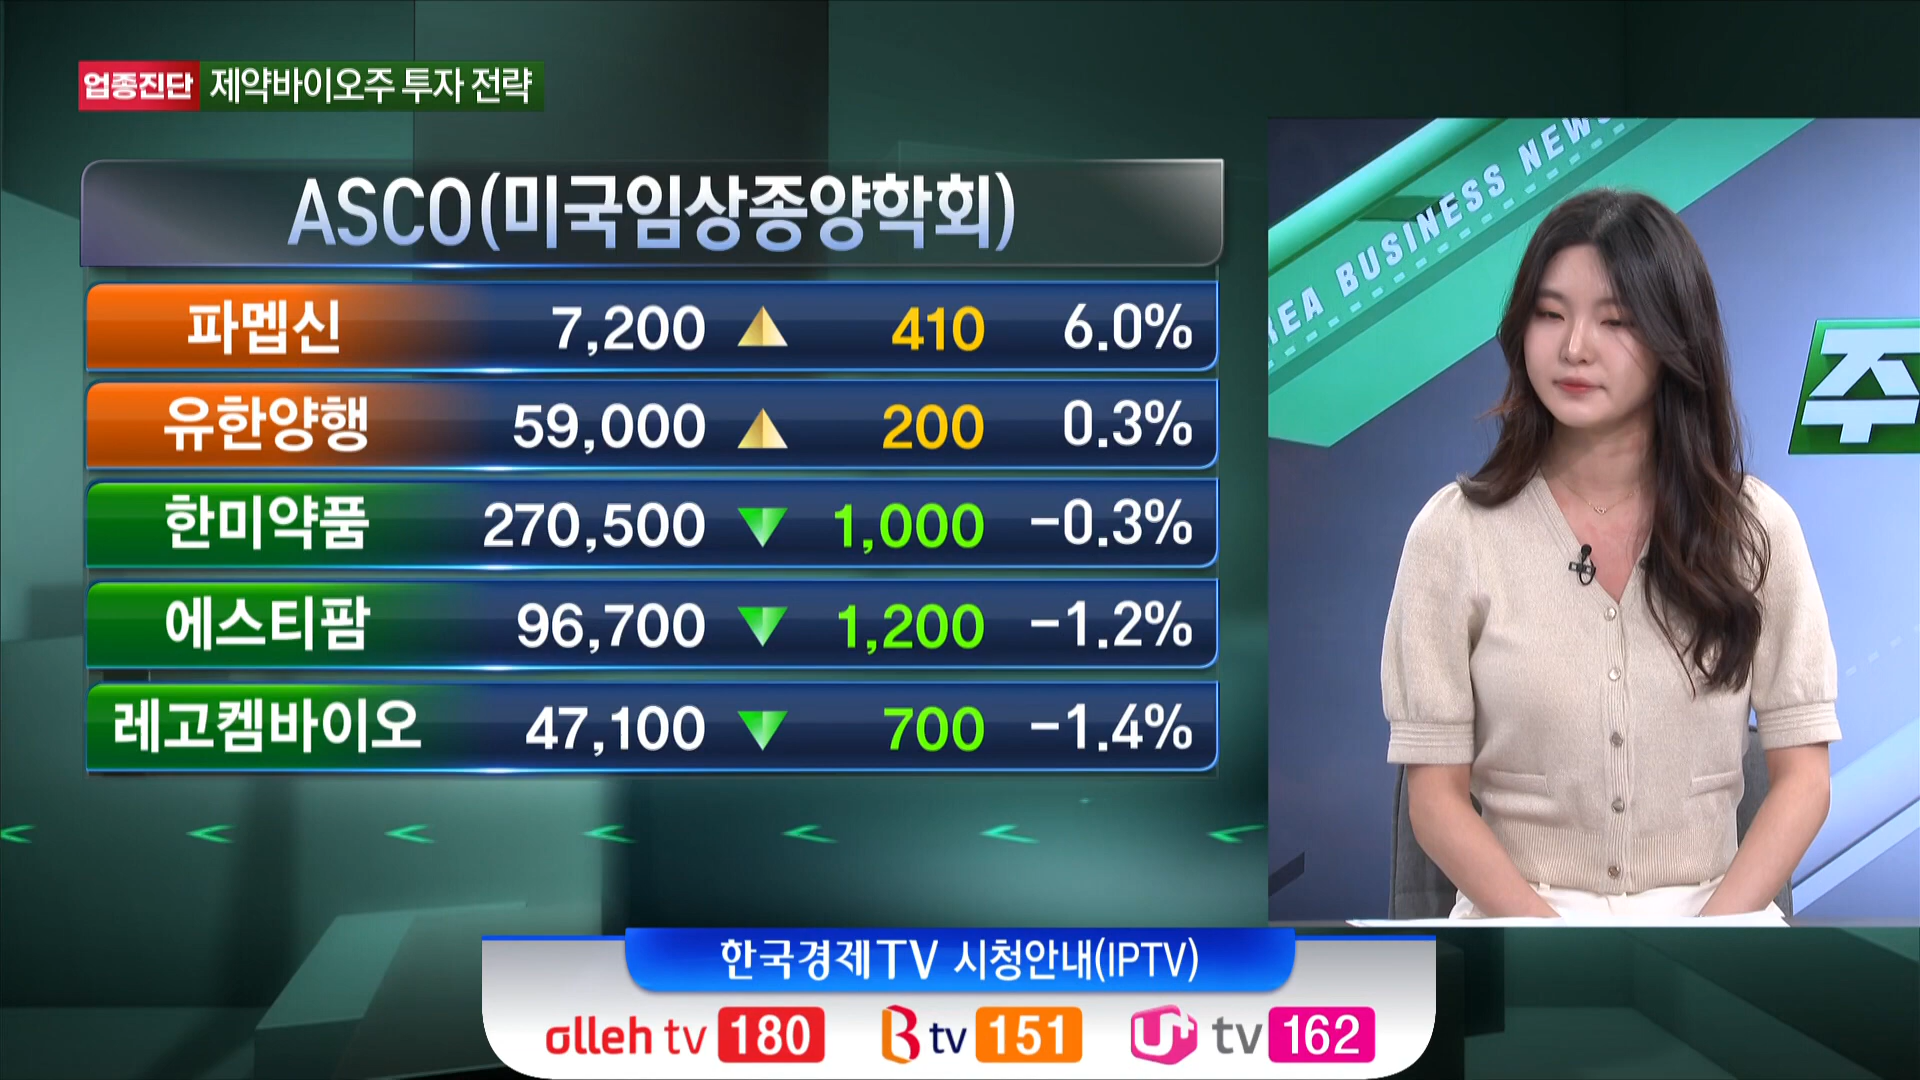 업종진단 제약바이오주 투자 전략
ASCO(미국임상종양학회)
파멥신 7,200 ▲ 410 6.0%
유한양행 59,000 ▲ 200 0.3%
한미약품 270,500 ▼ 1,000 -0.3%
에스티팜 96,700 ▼ 1,200 -1.2%
레고켐바이오 47,100 ▼ 700 -1.4%
REA BUSINESS NEWS
주
한국경제TV 시청안내(IPTV)
olleh tv 180 B tv 151 U+ tv 162